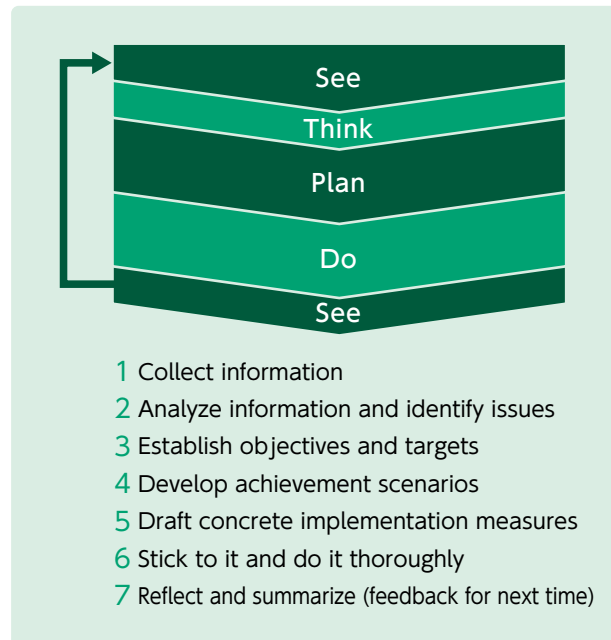 See
Think
Plan
Do
See
1 Collect information
2 Analyze information and identify issues
3 Establish objectives and targets
4 Develop achievement scenarios
5 Draft concrete implementation measures
6 Stick to it and do it thoroughly
7 Reflect and summarize (feedback for next time)